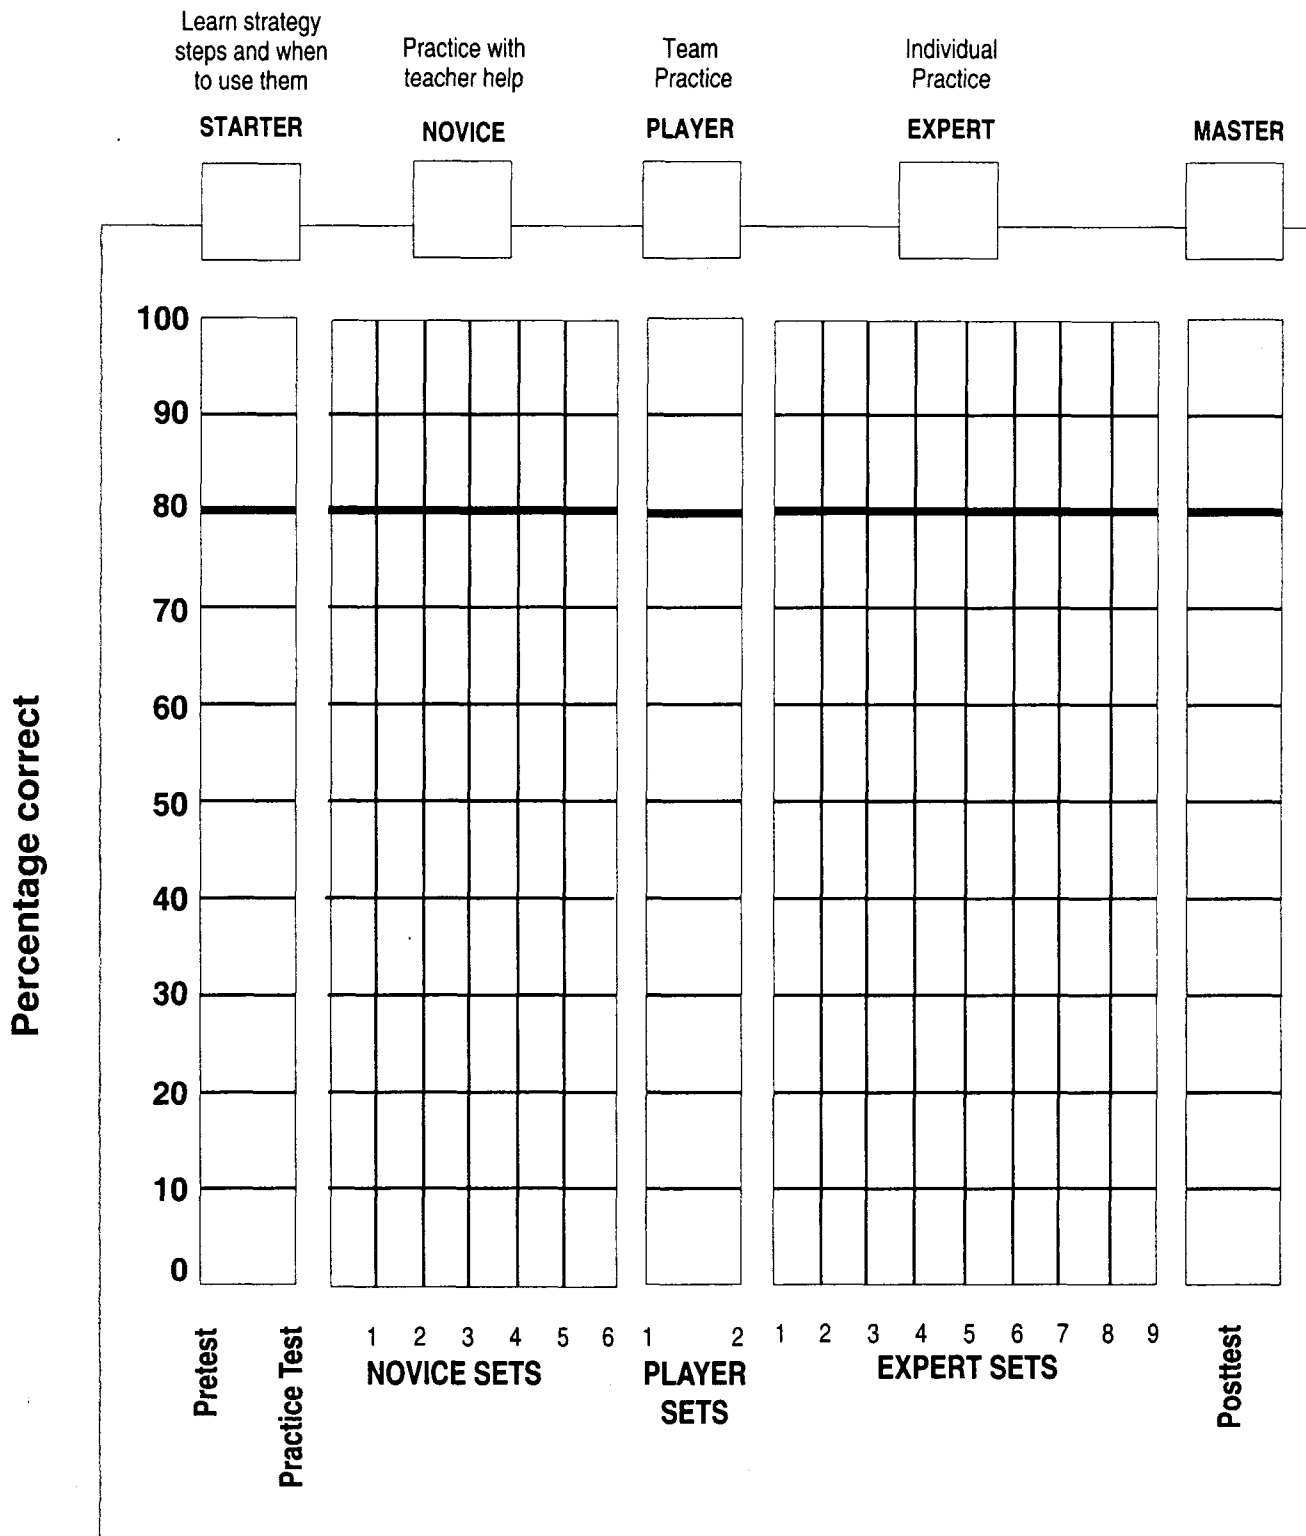 Learn strategy
steps and when
to use them
STARTER
Practice with
teacher help
NOVICE
Team
Practice
PLAYER
Individual
Practice
EXPERT
MASTER
Percentage correct
100
90
80
70
60
50
40
30
20
10
0
Pretest
Practice Test
1 2 3 4 5 6
NOVICE SETS
1 2
PLAYER
SETS
1 2 3 4 5 6 7 8 9
EXPERT SETS
Posttest